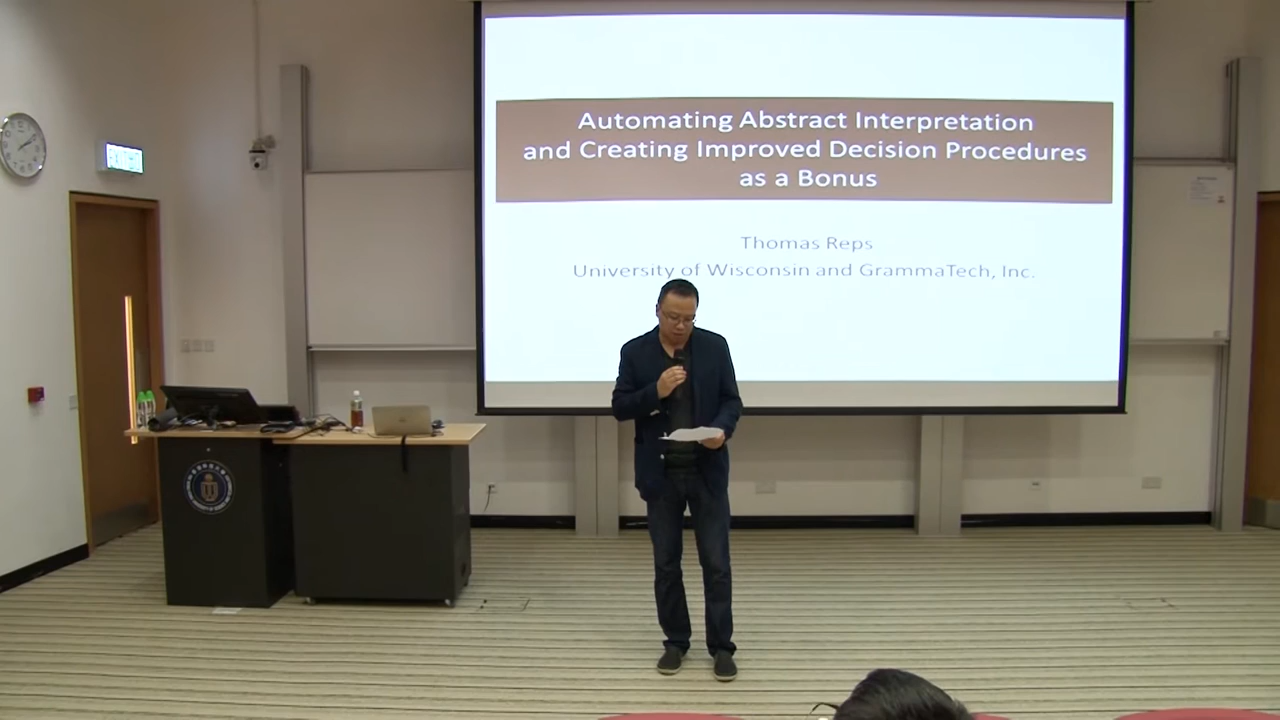 Automating Abstract Interpretation
and Creating Improved Decision Procedures
as a Bonus
Thomas Reps
University of Wisconsin and GrammaTech, Inc.